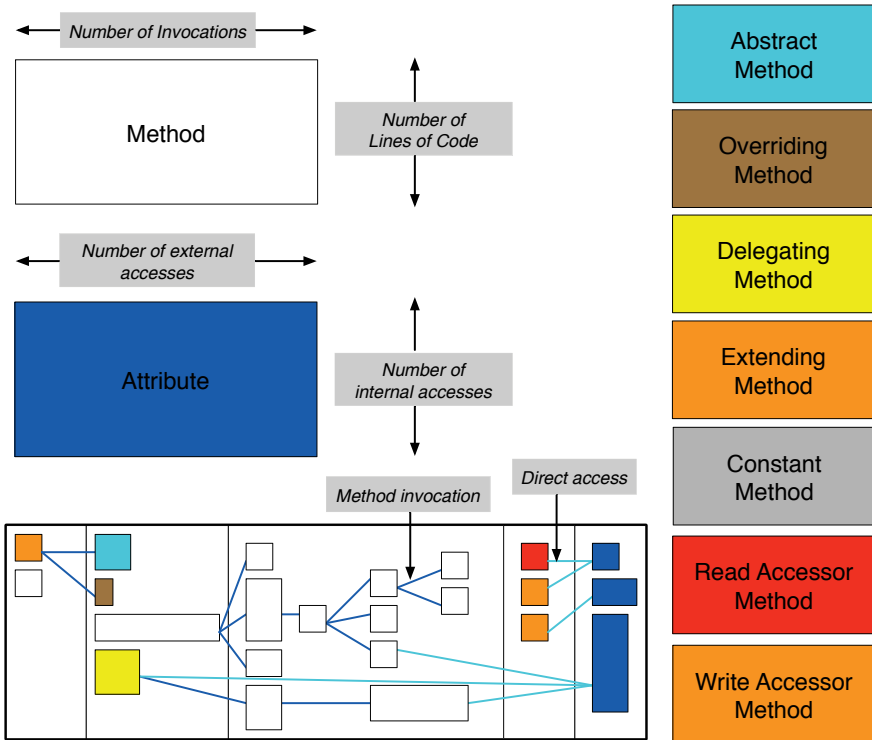 Number of Invocations
Method
Number of
Lines of Code
Number of external
accesses
Attribute
Number of
internal accesses
Method invocation
Direct access
Abstract
Method
Overriding
Method
Delegating
Method
Extending
Method
Constant
Method
Read Accessor
Method
Write Accessor
Method